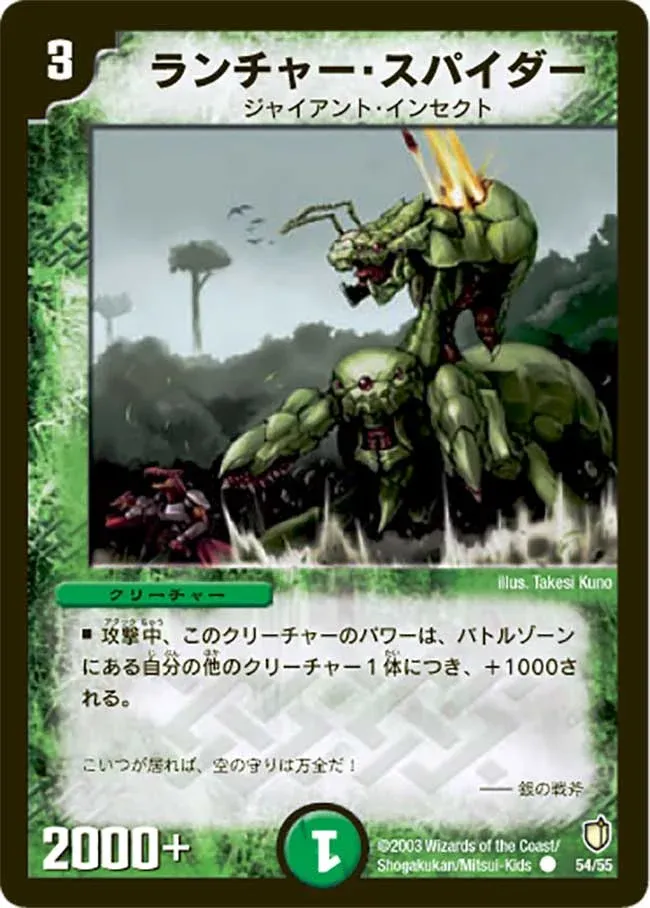 3
ランチャー・スパイダー
ジャイアント・インセクト
illus. Takesi Kuno
クリーチャー
■ 攻撃中、このクリーチャーのパワーは、バトルゾーン
にある自分の他のクリーチャー1体につき、+1000さ
れる。
こいつが居れば、空の守りは万全だ!
―― 銀の戦斧
2000+
1
©2003 Wizards of the Coast/
Shogakukan/Mitsui-Kids
54/55